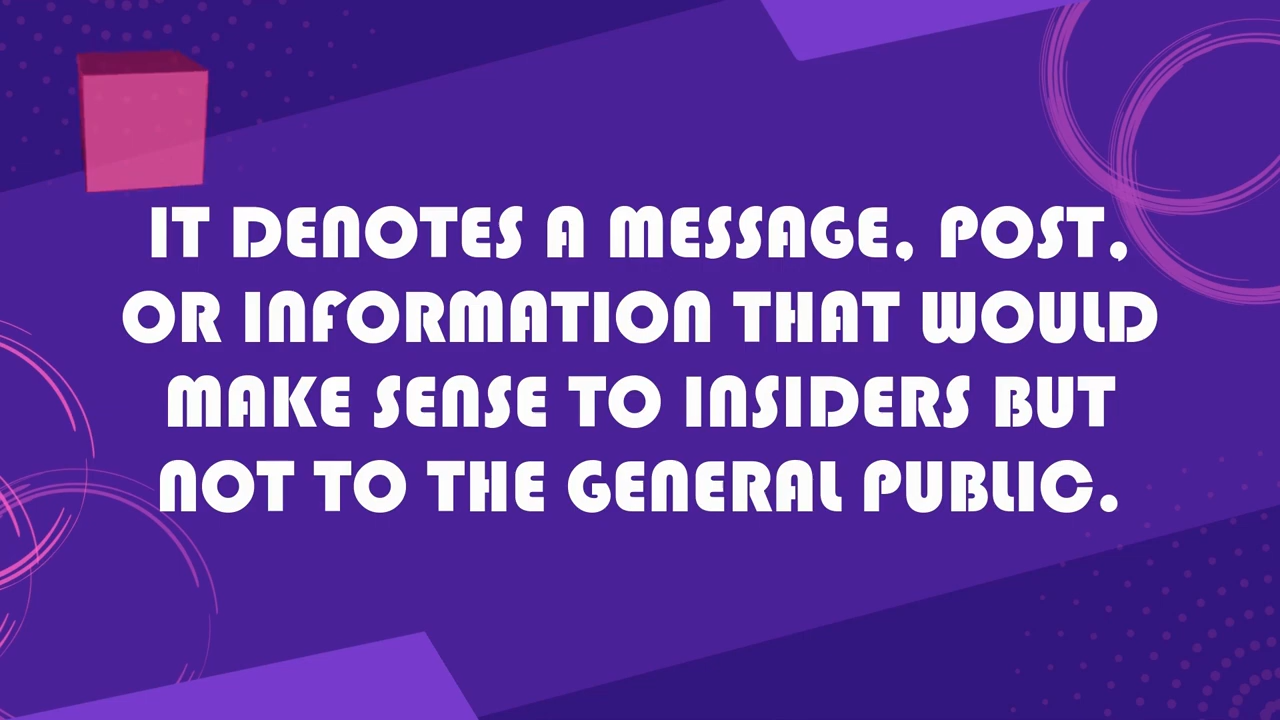 IT DENOTES A MESSAGE, POST,
OR INFORMATION THAT WOULD
MAKE SENSE TO INSIDERS BUT
NOT TO THE GENERAL PUBLIC.